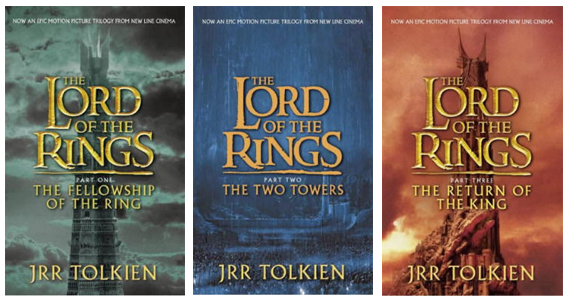 NOW AN EPIC MOTION PICTURE TRILOGY FROM NEW LINE CINEMA
THE
LORD
OF THE
RINGS
PART ONE
THE FELLOWSHIP
OF THE RING
JRR TOLKIEN
NOW AN EPIC MOTION PICTURE TRILOGY FROM NEW LINE CINEMA
THE
LORD
OF THE
RINGS
PART TWO
THE TWO TOWERS
JRR TOLKIEN
NOW AN EPIC MOTION PICTURE TRILOGY FROM NEW LINE CINEMA
THE
LORD
OF THE
RINGS
PART THREE
THE RETURN OF
THE KING
JRR TOLKIEN